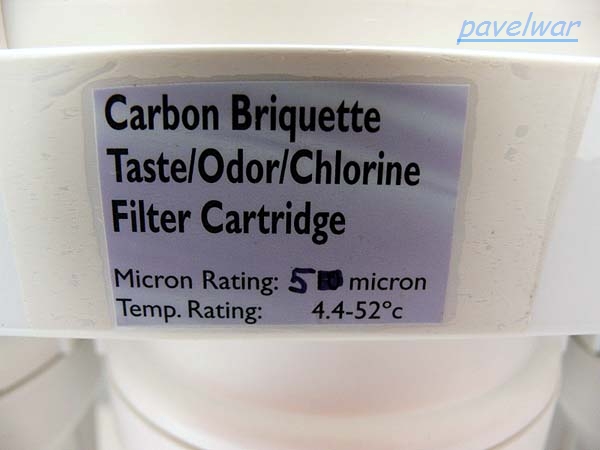 pavelwar
Carbon Briquette
Taste/Odor/Chlorine
Filter Cartridge
Micron Rating: 5 micron
Temp. Rating: 4.4-52°c